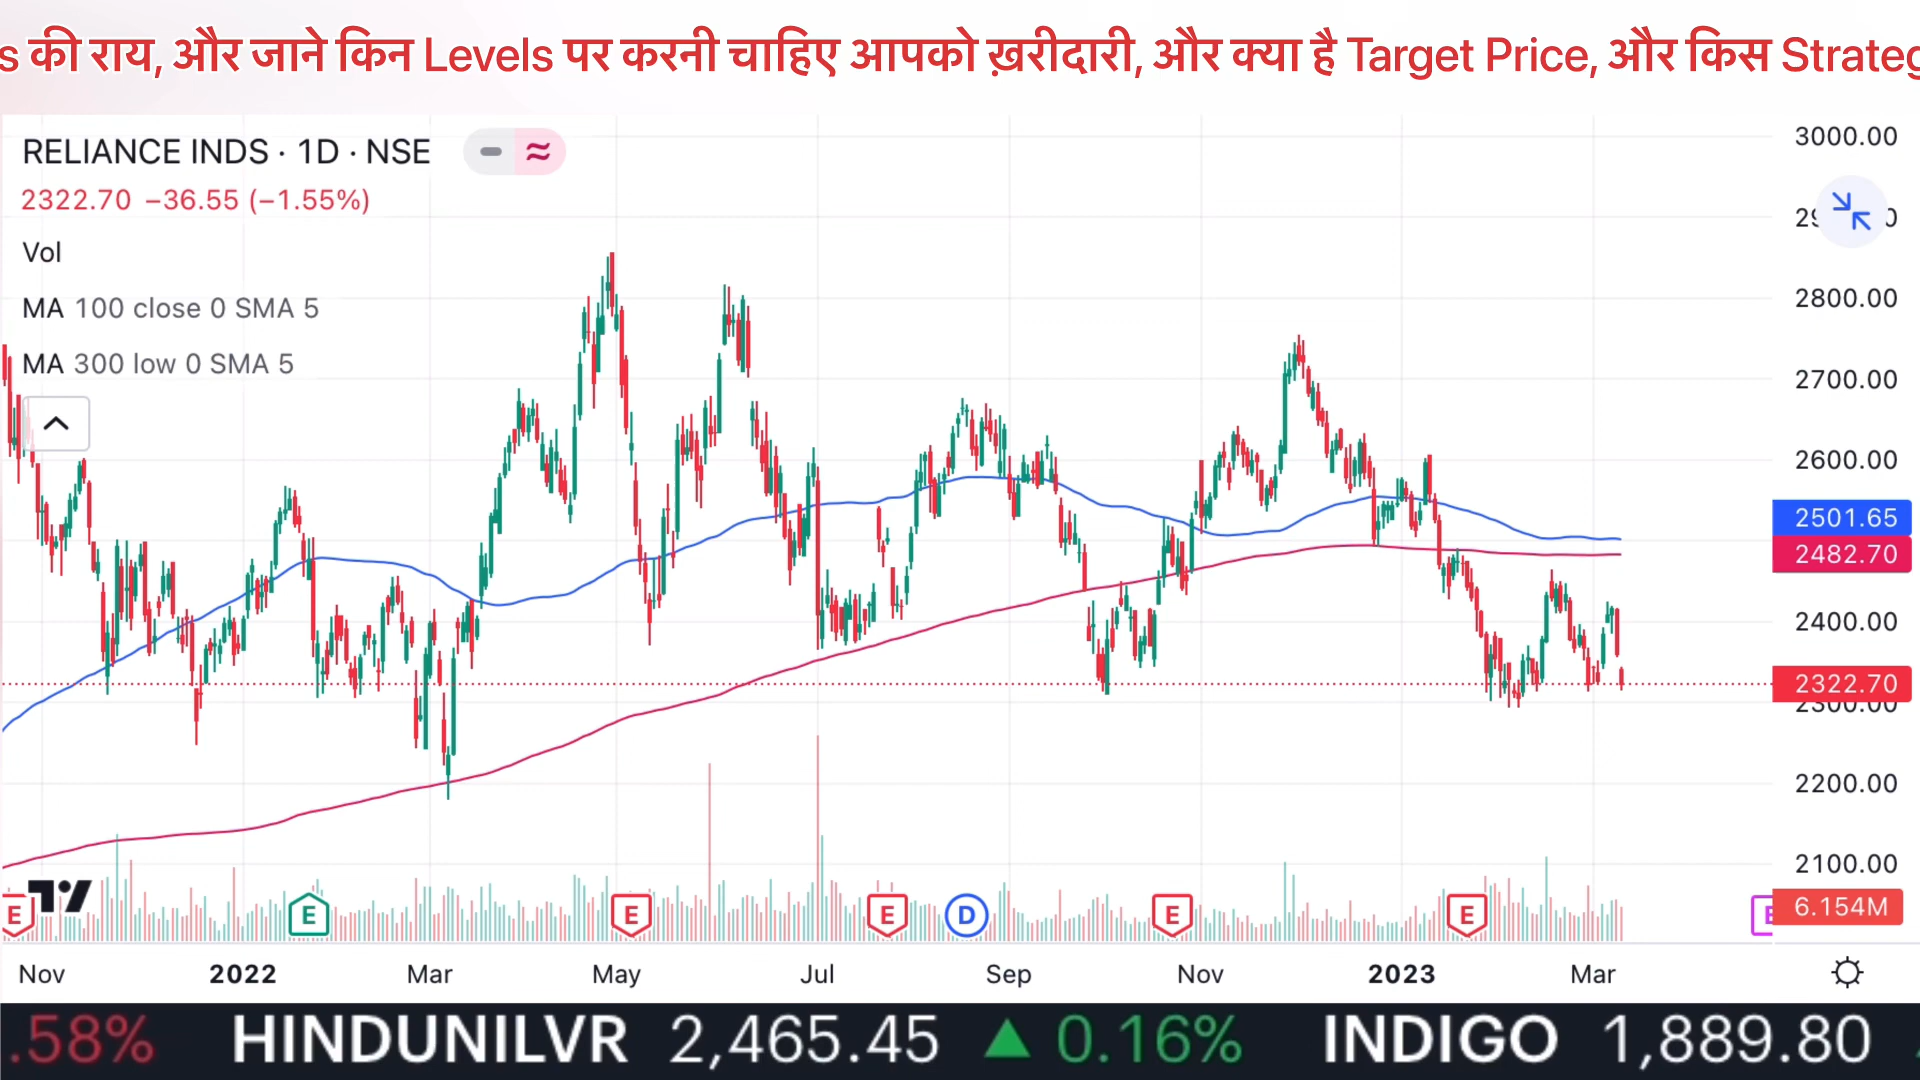 की राय, और जाने किन Levels पर करनी चाहिए आपको ख़रीदारी, और क्या है Target Price, और किस
RELIANCE INDS · 1D · NSE
2322.70 −36.55 (−1.55%)
Vol
MA 100 close 0 SMA 5
MA 300 low 0 SMA 5
3000.00
2800.00
2700.00
2600.00
2501.65
2482.70
2400.00
2322.70
2300.00
2200.00
2100.00
6.154M
E
E
E
E
D
E
E
Nov
2022
Mar
May
Jul
Sep
Nov
2023
Mar
.58% HINDUNILVR 2,465.45 ▲ 0.16% INDIGO 1,889.80